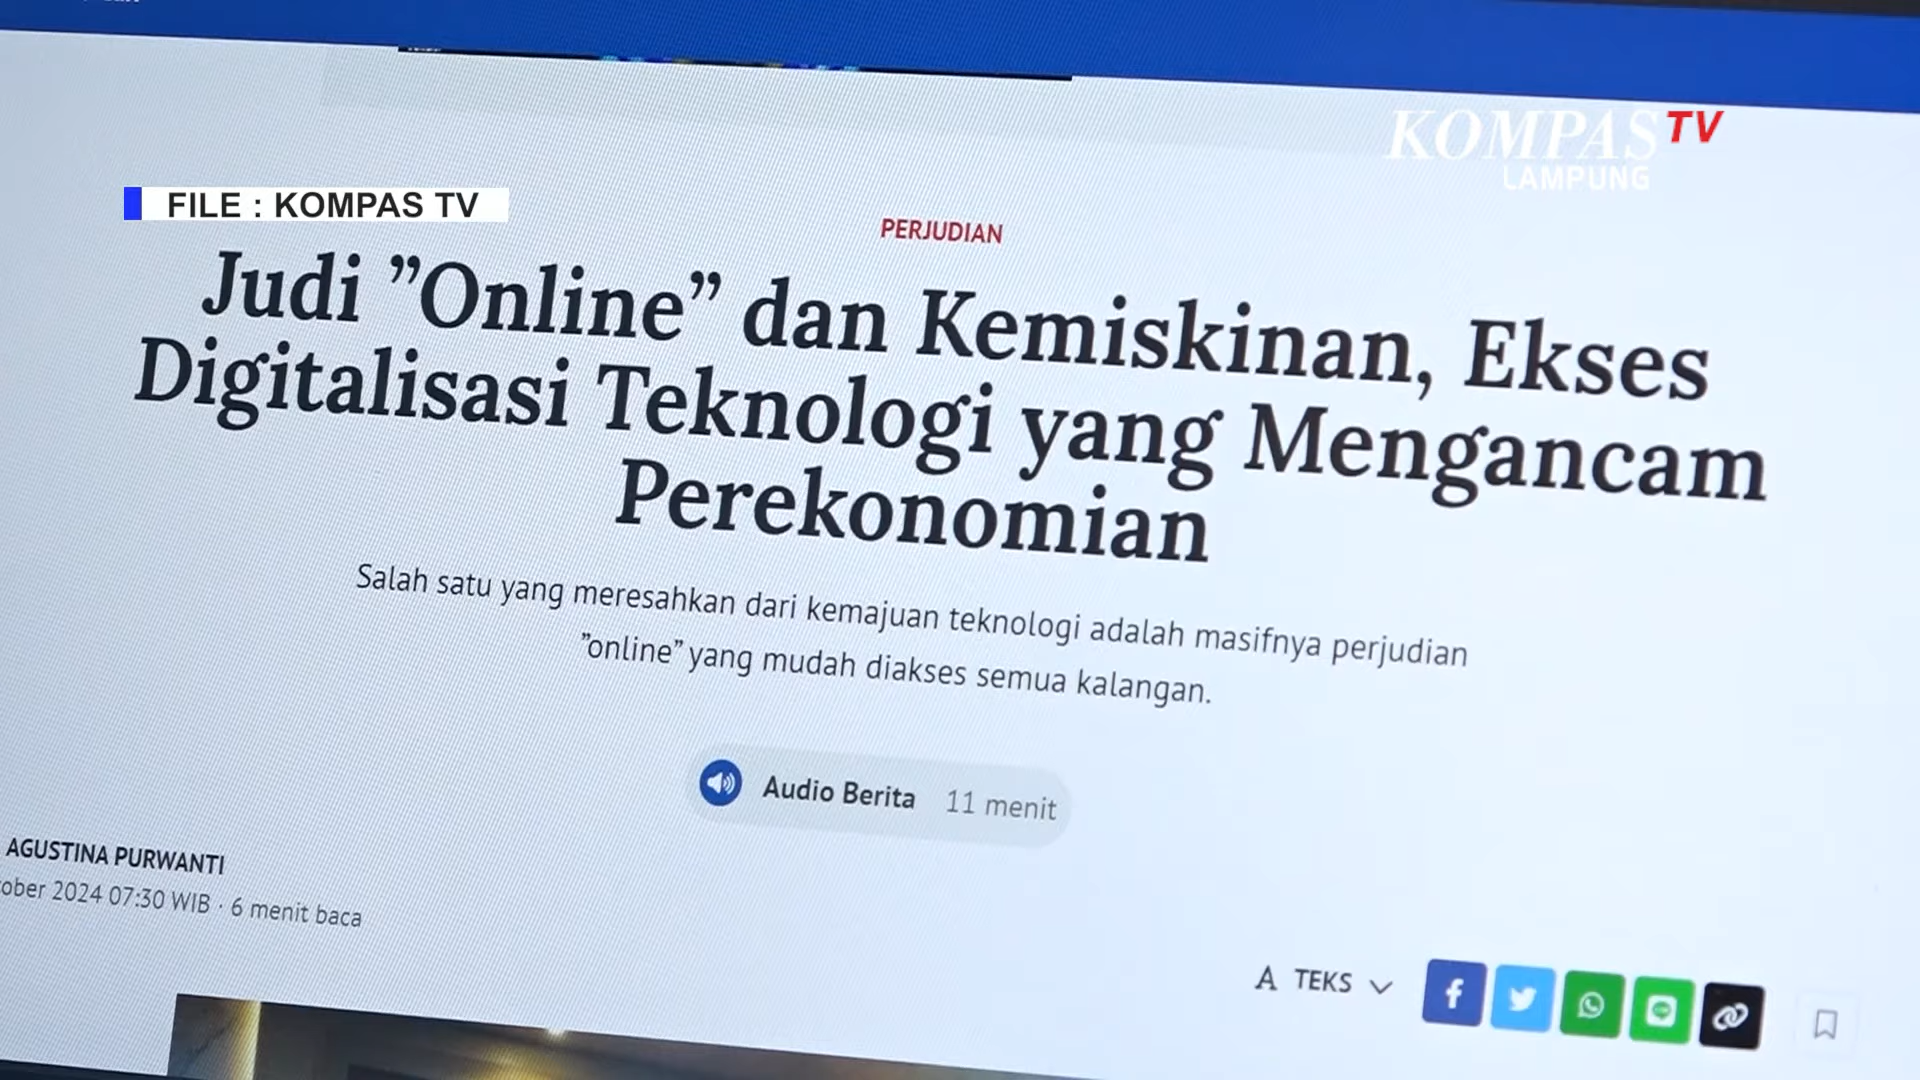 KOMPAS TV
LAMPUNG
FILE : KOMPAS TV
PERJUDIAN
Judi ”Online” dan Kemiskinan, Ekses
Digitalisasi Teknologi yang Mengancam
Perekonomian
Salah satu yang meresahkan dari kemajuan teknologi adalah masifnya perjudian
”online” yang mudah diakses semua kalangan.
Audio Berita 11 menit
AGUSTINA PURWANTI
2024 07:30 WIB · 6 menit baca
A TEKS